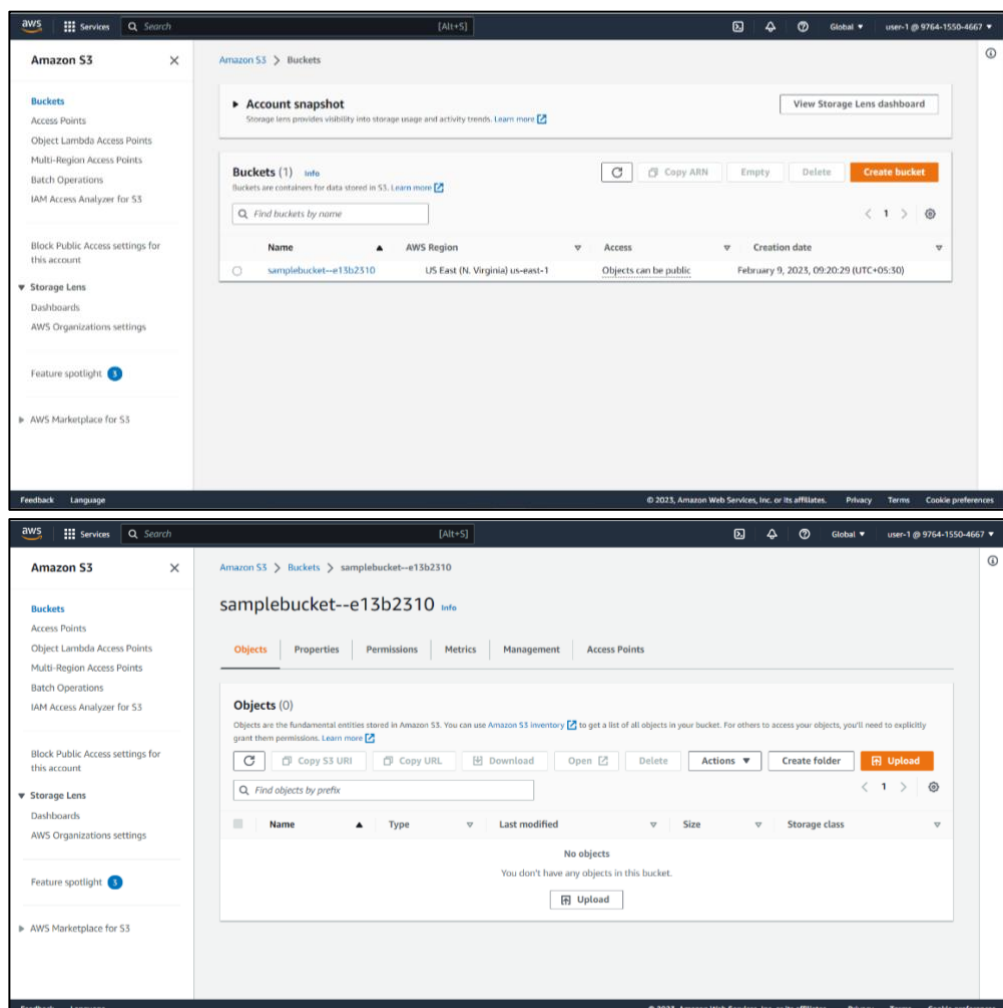 aws Services Search [Alt+S] Global ▼ user-1 @ 9764-1550-4667 ▼
Amazon S3
Buckets
Access Points
Object Lambda Access Points
Multi-Region Access Points
Batch Operations
IAM Access Analyzer for S3
Block Public Access settings for
this account
▼ Storage Lens
Dashboards
AWS Organizations settings
Feature spotlight 3
▶ AWS Marketplace for S3
Amazon S3 > Buckets
▶ Account snapshot
Storage lens provides visibility into storage usage and activity trends. Learn more
View Storage Lens dashboard
Buckets (1) Info
Buckets are containers for data stored in S3. Learn more
Copy ARN Empty Delete Create bucket
Find buckets by name
< 1 >
Name AWS Region Access Creation date
samplebucket--e13b2310 US East (N. Virginia) us-east-1 Objects can be public February 9, 2023, 09:20:29 (UTC+05:30)
Feedback Language © 2023, Amazon Web Services, Inc. or its affiliates. Privacy Terms Cookie preferences
aws Services Search [Alt+S] Global ▼ user-1 @ 9764-1550-4667 ▼
Amazon S3
Buckets
Access Points
Object Lambda Access Points
Multi-Region Access Points
Batch Operations
IAM Access Analyzer for S3
Block Public Access settings for
this account
▼ Storage Lens
Dashboards
AWS Organizations settings
Feature spotlight 3
▶ AWS Marketplace for S3
Amazon S3 > Buckets > samplebucket--e13b2310
samplebucket--e13b2310 Info
Objects Properties Permissions Metrics Management Access Points
Objects (0)
Objects are the fundamental entities stored in Amazon S3. You can use Amazon S3 inventory to get a list of all objects in your bucket. For others to access your objects, you'll need to explicitly
grant them permissions. Learn more
Copy S3 URI Copy URL Download Open Delete Actions ▼ Create folder Upload
Find objects by prefix
< 1 >
Name Type Last modified Size Storage class
No objects
You don't have any objects in this bucket.
Upload
Feedback Language © 2023, Amazon Web Services, Inc. or its affiliates. Privacy Terms Cookie preferences